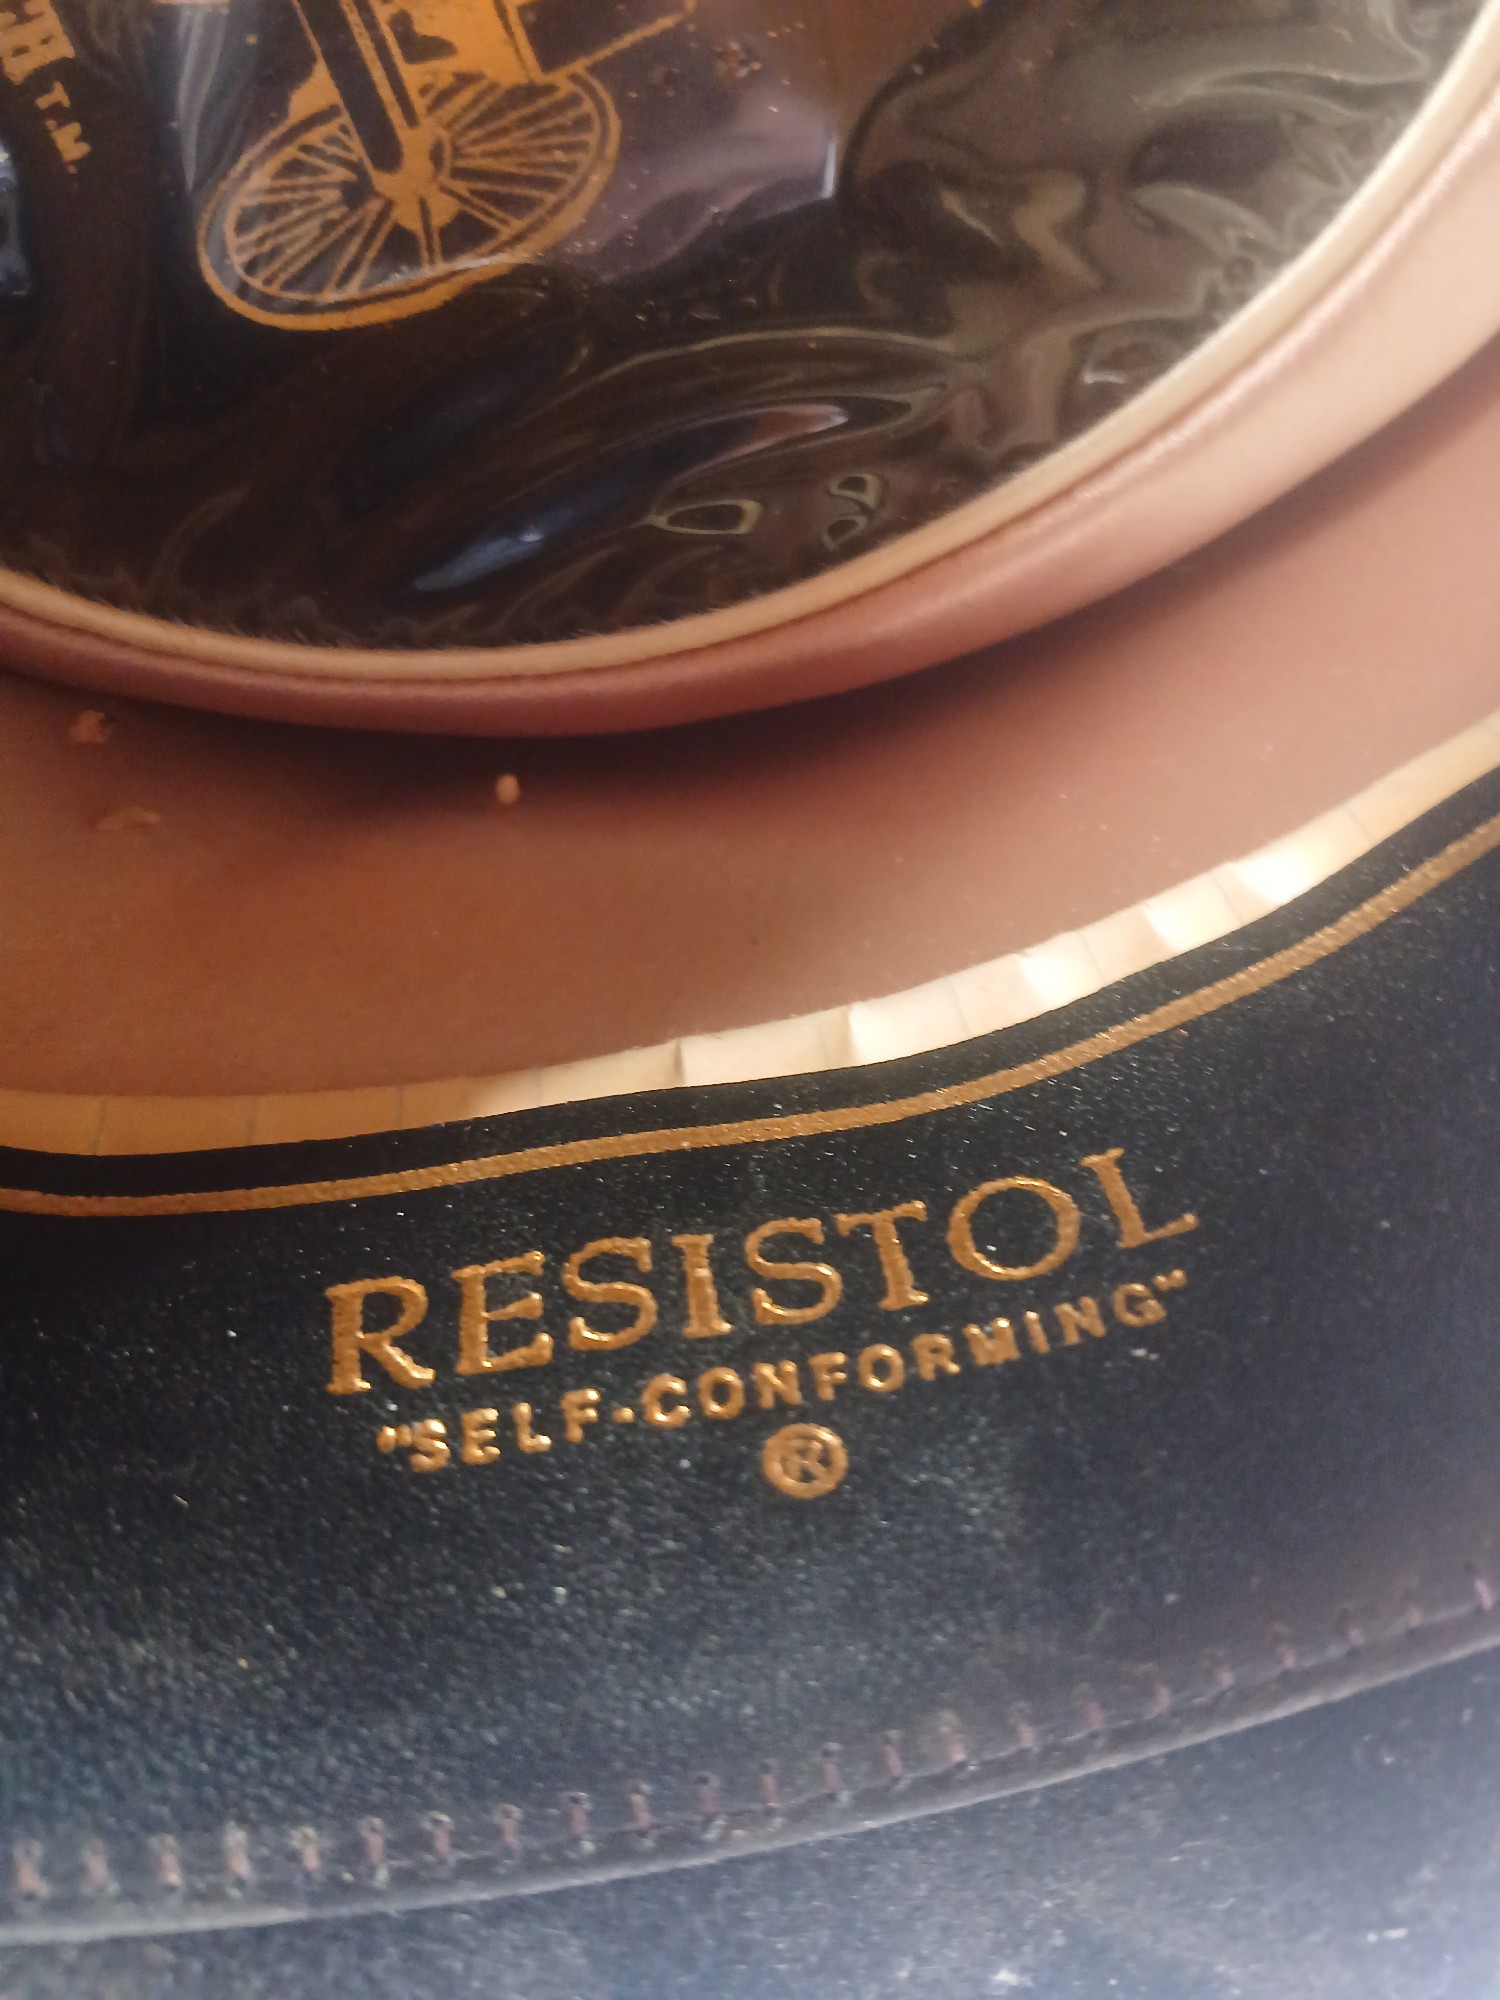 H T.M.
RESISTOL
"SELF-CONFORMING"
®